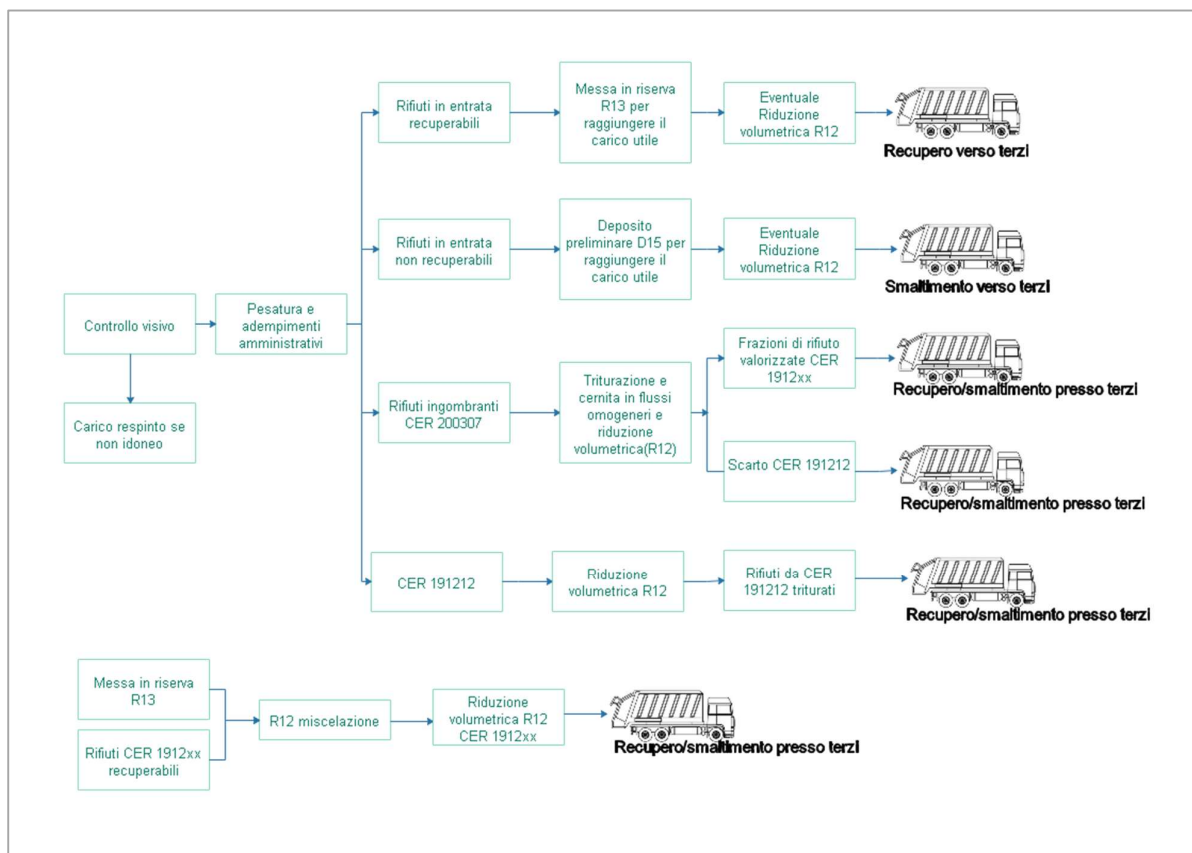 Rifiuti in entrata
recuperabili
Messa in riserva
R13 per
raggiungere il
carico utile
Eventuale
Riduzione
volumetrica R12
Recupero verso terzi
Rifiuti in entrata
non recuperabili
Deposito
preliminare D15 per
raggiungere il
carico utile
Eventuale
Riduzione
volumetrica R12
Smaltimento verso terzi
Controllo visivo
Pesatura e
adempimenti
amministrativi
Carico respinto se
non idoneo
Rifiuti ingombranti
CER 200307
Triturazione e
cernita in flussi
omogeneri e
riduzione
volumetrica(R12)
Frazioni di rifiuto
valorizzate CER
1912xx
Recupero/smaltimento presso terzi
Scarto CER 191212
Recupero/smaltimento presso terzi
CER 191212
Riduzione
volumetrica R12
Rifiuti da CER
191212 triturati
Recupero/smaltimento presso terzi
Messa in riserva
R13
Rifiuti CER 1912xx
recuperabili
R12 miscelazione
Riduzione
volumetrica R12
CER 1912xx
Recupero/smaltimento presso terzi